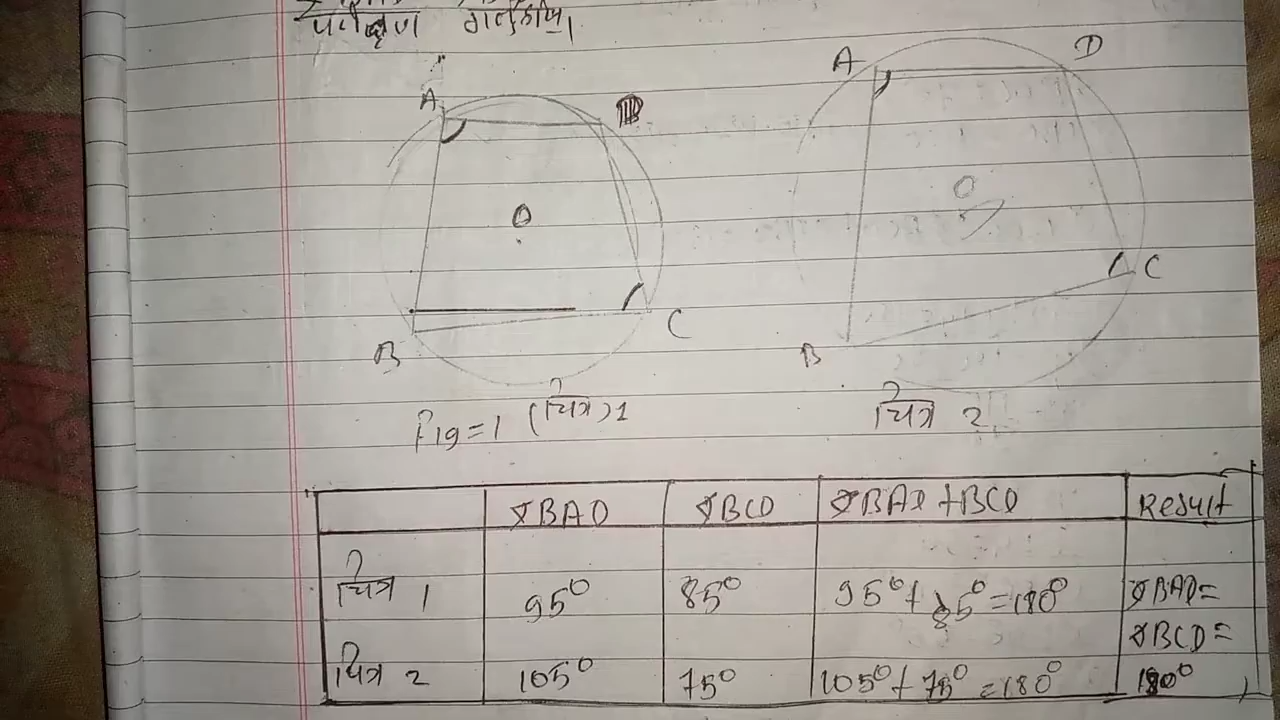 परीक्षण गर्नुहोस्।
A
A D
O O
C
B C
B
Fig=1 (चित्र)1 चित्र 2
∡BAD ∡BCD ∡BAD+BCD Result
चित्र 1 95° 85° 95°+85°=180° ∡BAD=
∡BCD=
चित्र 2 105° 75° 105°+75°=180° 180°